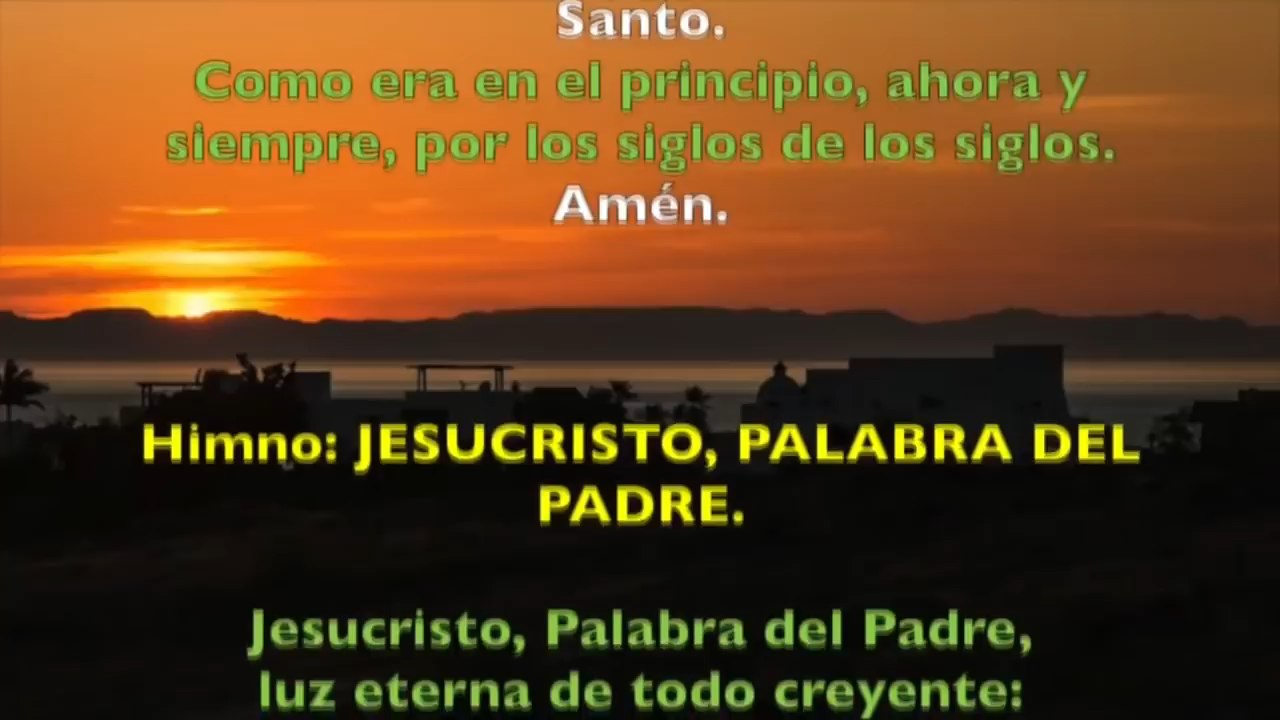 Santo.
Como era en el principio, ahora y
siempre, por los siglos de los siglos.
Amén.
Himno: JESUCRISTO, PALABRA DEL
PADRE.
Jesucristo, Palabra del Padre,
luz eterna de todo creyente: